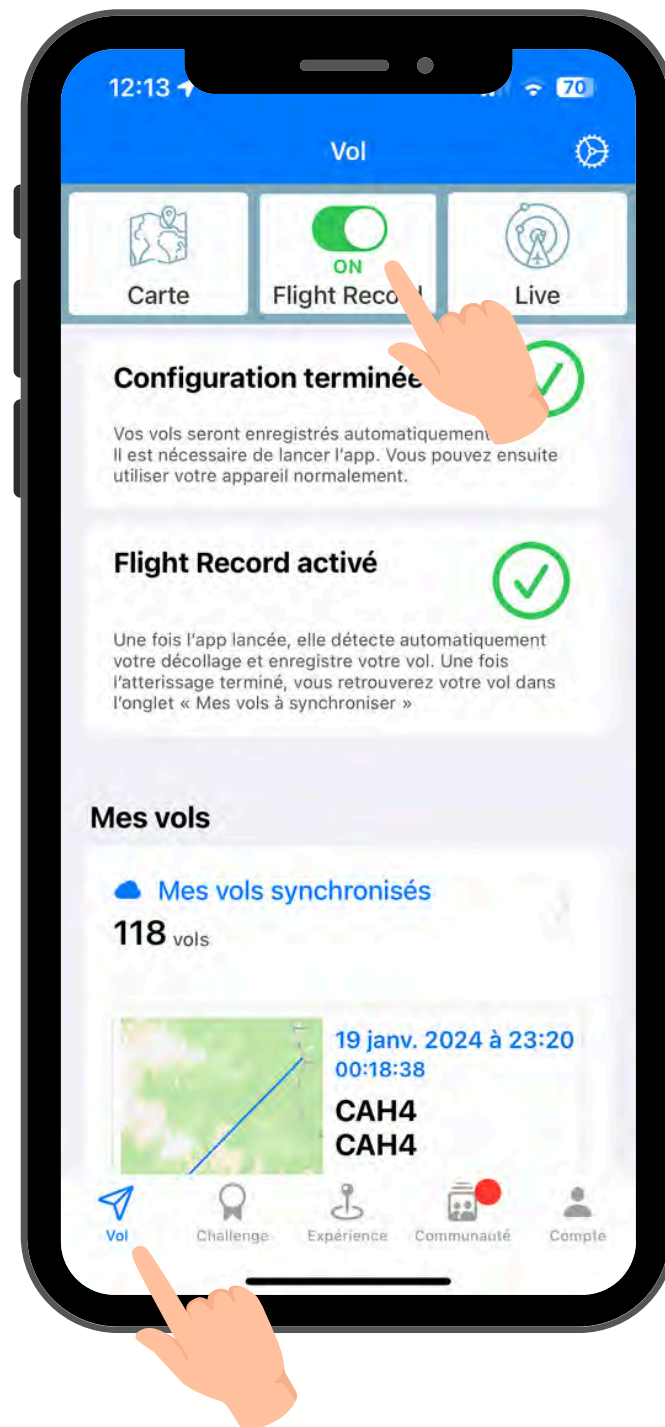 12:13
70
Vol
ON
Carte
Flight Record
Live
Configuration terminée
Vos vols seront enregistrés automatiquement
Il est nécessaire de lancer l'app. Vous pouvez ensuite
utiliser votre appareil normalement.
Flight Record activé
Une fois l'app lancée, elle détecte automatiquement
votre décollage et enregistre votre vol. Une fois
l'atterissage terminé, vous retrouverez votre vol dans
l'onglet « Mes vols à synchroniser »
Mes vols
Mes vols synchronisés
118 vols
19 janv. 2024 à 23:20
00:18:38
CAH4
CAH4
Vol
Challenge
Expérience
Communauté
Compte